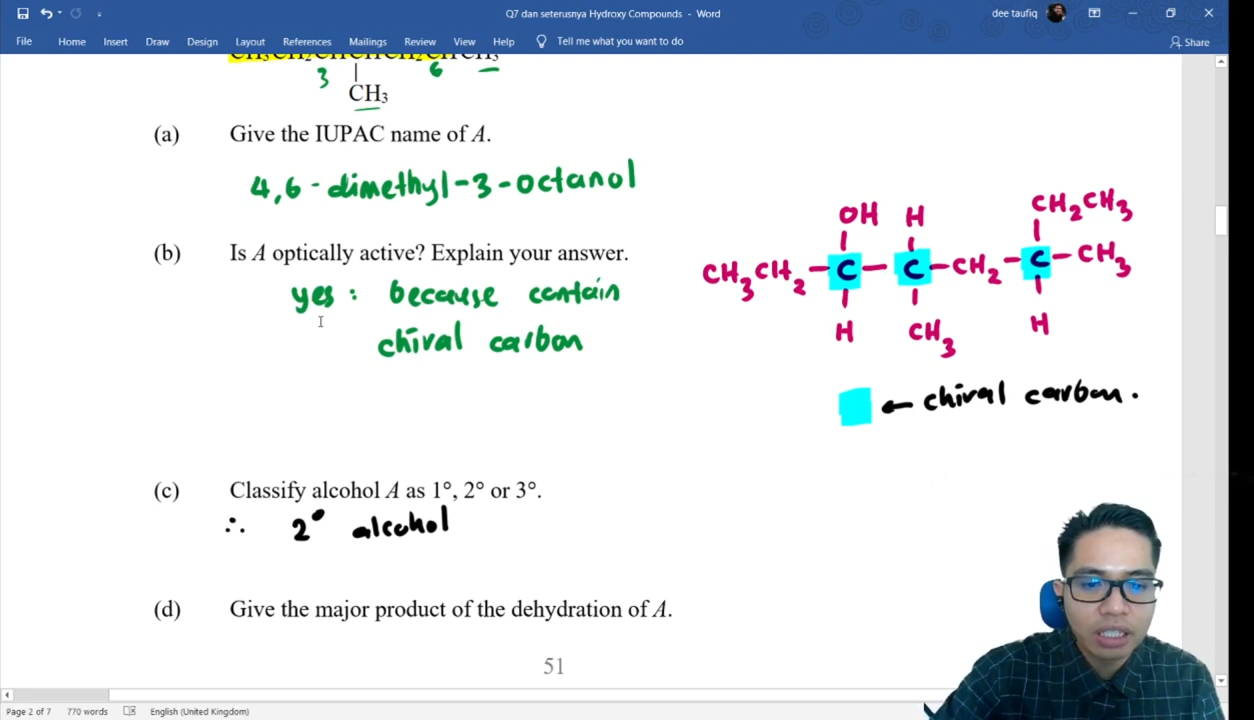 Q7 dan seterusnya Hydroxy Compounds - Word
dee taufiq
File Home Insert Draw Design Layout References Mailings Review View Help Tell me what you want to do Share
3 6
CH3
(a) Give the IUPAC name of A.
4,6-dimethyl-3-octanol
(b) Is A optically active? Explain your answer.
yes : because contain
chiral carbon
OH H CH2CH3
CH3CH2-C-C-CH2-C-CH3
H CH3 H
← chiral carbon.
(c) Classify alcohol A as 1°, 2° or 3°.
∴ 2° alcohol
(d) Give the major product of the dehydration of A.
51
Page 2 of 7 770 words English (United Kingdom)